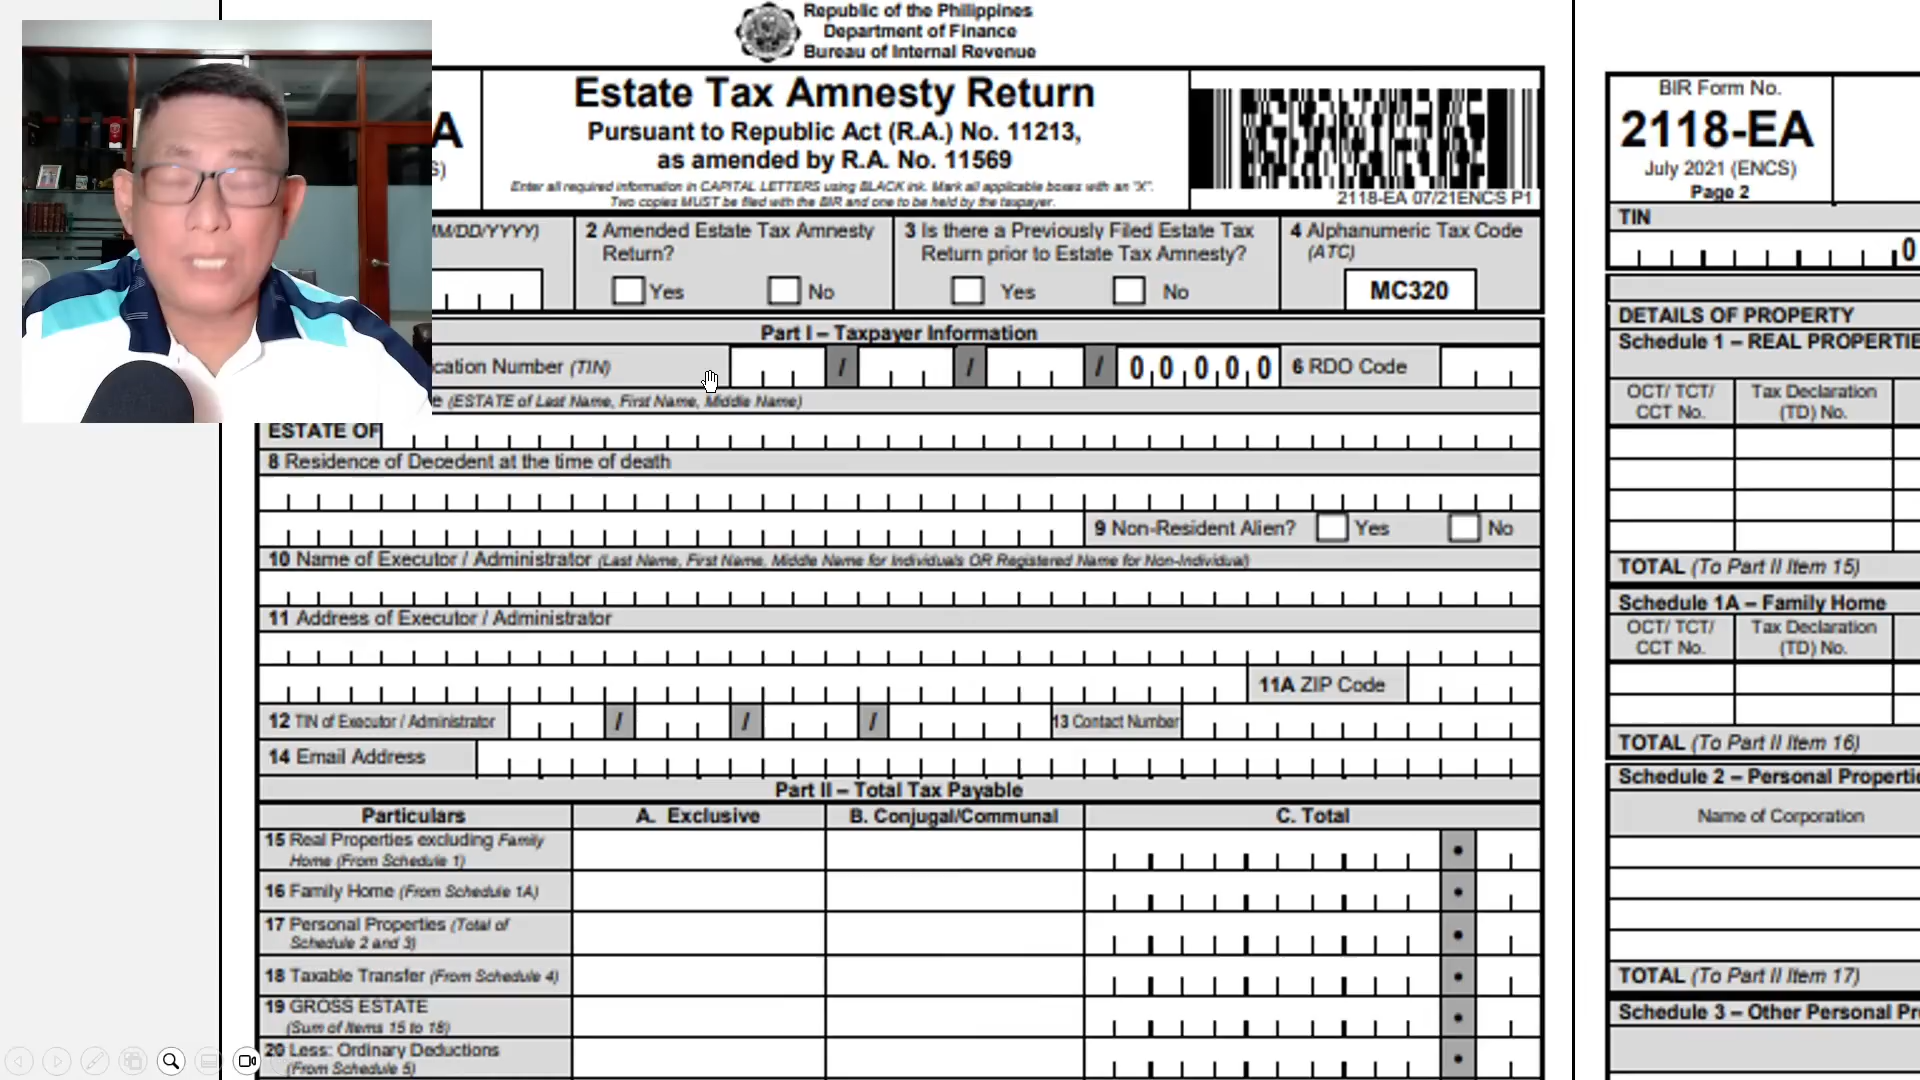 Republic of the Philippines
Department of Finance
Bureau of Internal Revenue
A
Estate Tax Amnesty Return
Pursuant to Republic Act (R.A.) No. 11213,
as amended by R.A. No. 11569
Enter all required information in CAPITAL LETTERS using BLACK ink. Mark all applicable boxes with an "X".
Two copies MUST be filed with the BIR and one to be held by the taxpayer.
2118-EA 07/21ENCS P1
2 Amended Estate Tax Amnesty
Return?
Yes No
3 Is there a Previously Filed Estate Tax
Return prior to Estate Tax Amnesty?
Yes No
4 Alphanumeric Tax Code
(ATC)
MC320
Part I – Taxpayer Information
cation Number (TIN) / / / 0 0 0 0 0 6 RDO Code
e (ESTATE of Last Name, First Name, Middle Name)
ESTATE OF
8 Residence of Decedent at the time of death
9 Non-Resident Alien? Yes No
10 Name of Executor / Administrator (Last Name, First Name, Middle Name for Individuals OR Registered Name for Non-Individual)
11 Address of Executor / Administrator
11A ZIP Code
12 TIN of Executor / Administrator / / / 13 Contact Number
14 Email Address
Part II – Total Tax Payable
Particulars A. Exclusive B. Conjugal/Communal C. Total
15 Real Properties excluding Family
Home (From Schedule 1)
16 Family Home (From Schedule 1A)
17 Personal Properties (Total of
Schedule 2 and 3)
18 Taxable Transfer (From Schedule 4)
19 GROSS ESTATE
(Sum of Items 15 to 18)
20 Less: Ordinary Deductions
(From Schedule 5)
BIR Form No.
2118-EA
July 2021 (ENCS)
Page 2
TIN
0
DETAILS OF PROPERTY
Schedule 1 – REAL PROPERTIE
OCT/ TCT/
CCT No.
Tax Declaration
(TD) No.
TOTAL (To Part II Item 15)
Schedule 1A – Family Home
OCT/ TCT/
CCT No.
Tax Declaration
(TD) No.
TOTAL (To Part II Item 16)
Schedule 2 – Personal Propertie
Name of Corporation
TOTAL (To Part II Item 17)
Schedule 3 – Other Personal Pr